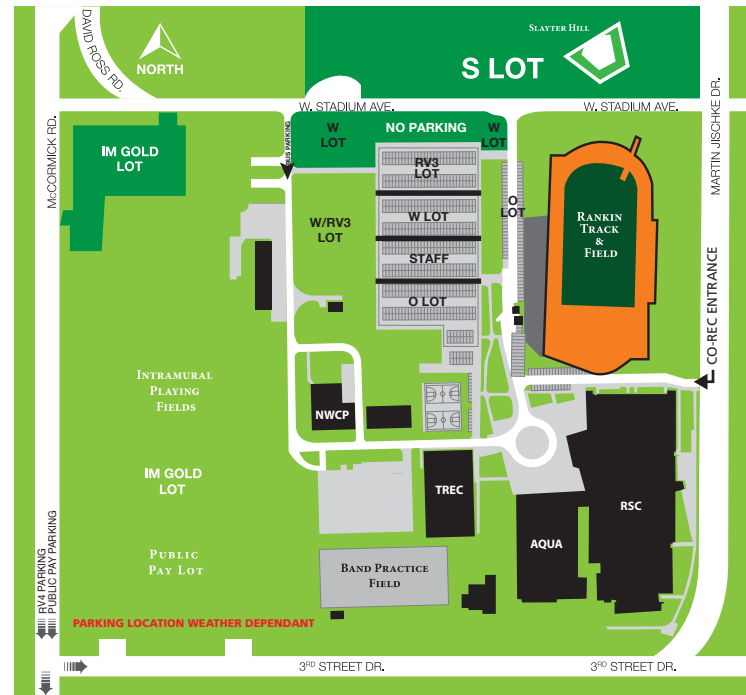 DAVID ROSS RD.
NORTH
SLAYTER HILL
S LOT
W. STADIUM AVE.
W. STADIUM AVE.
MARTIN JISCHKE DR.
McCORMICK RD.
IM GOLD
LOT
BUS PARKING
W
LOT
NO PARKING
W
LOT
RV3
LOT
W/RV3
LOT
W LOT
STAFF
O LOT
O
LOT
RANKIN
TRACK
&
FIELD
CO-REC ENTRANCE
INTRAMURAL
PLAYING
FIELDS
NWCP
IM GOLD
LOT
TREC
RSC
AQUA
PUBLIC
PAY LOT
BAND PRACTICE
FIELD
RV4 PARKING
PUBLIC PAY PARKING
PARKING LOCATION WEATHER DEPENDANT
3RD STREET DR.
3RD STREET DR.